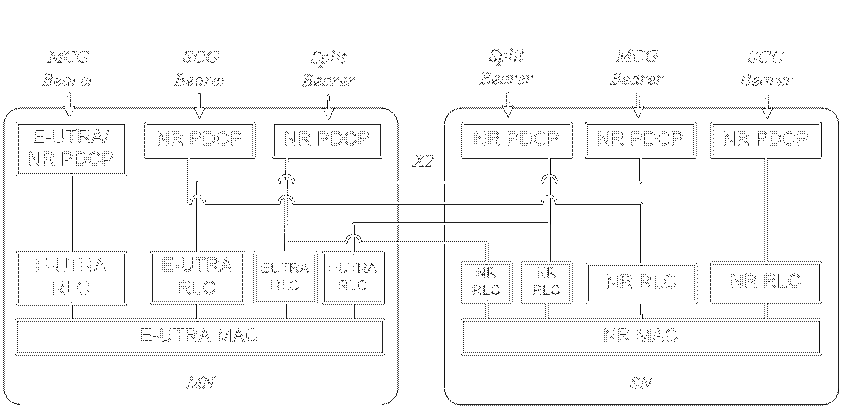 MCG
Bearer
SCG
Bearer
Split
Bearer
Split
Bearer
MCG
Bearer
SCG
Bearer
E-UTRA/
NR PDCP
NR PDCP
NR PDCP
X2
NR PDCP
NR PDCP
NR PDCP
E-UTRA
RLC
E-UTRA
RLC
EUTRA
RLC
E-UTRA
RLC
NR
RLC
NR
RLC
NR RLC
NR RLC
E-UTRA MAC
NR MAC
MN
SN